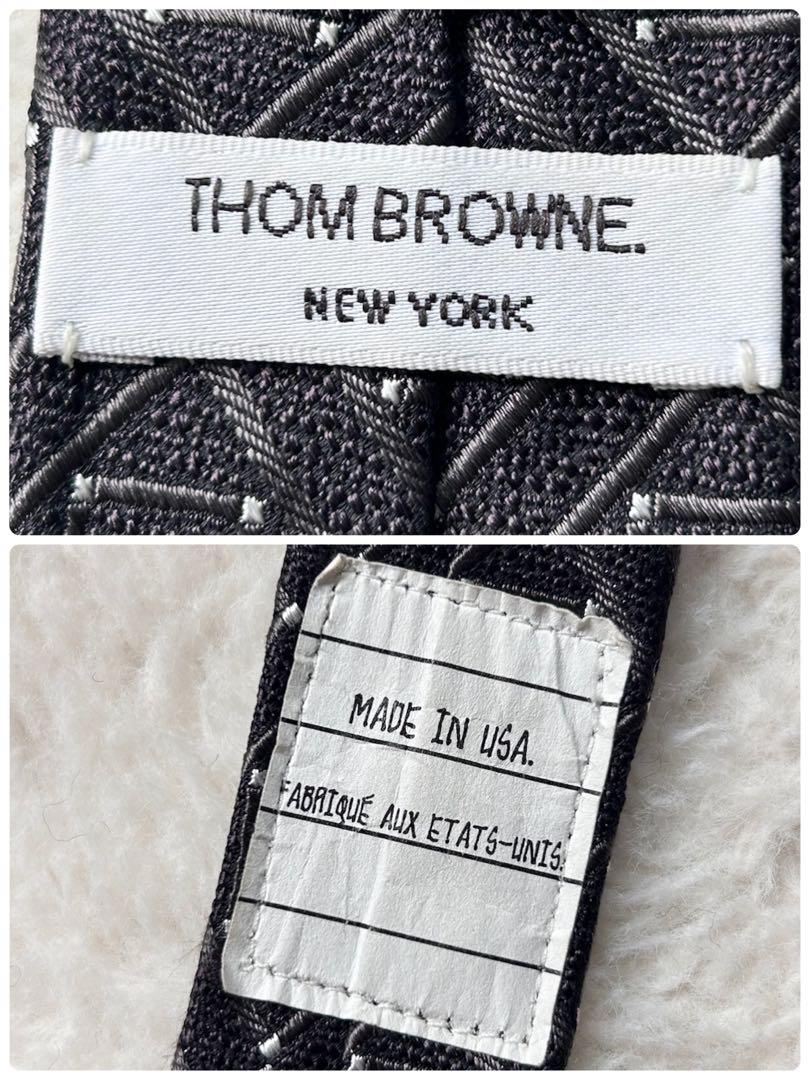 THOM BROWNE.
NEW YORK
MADE IN USA.
FABRIQUÉ AUX ETATS-UNIS.